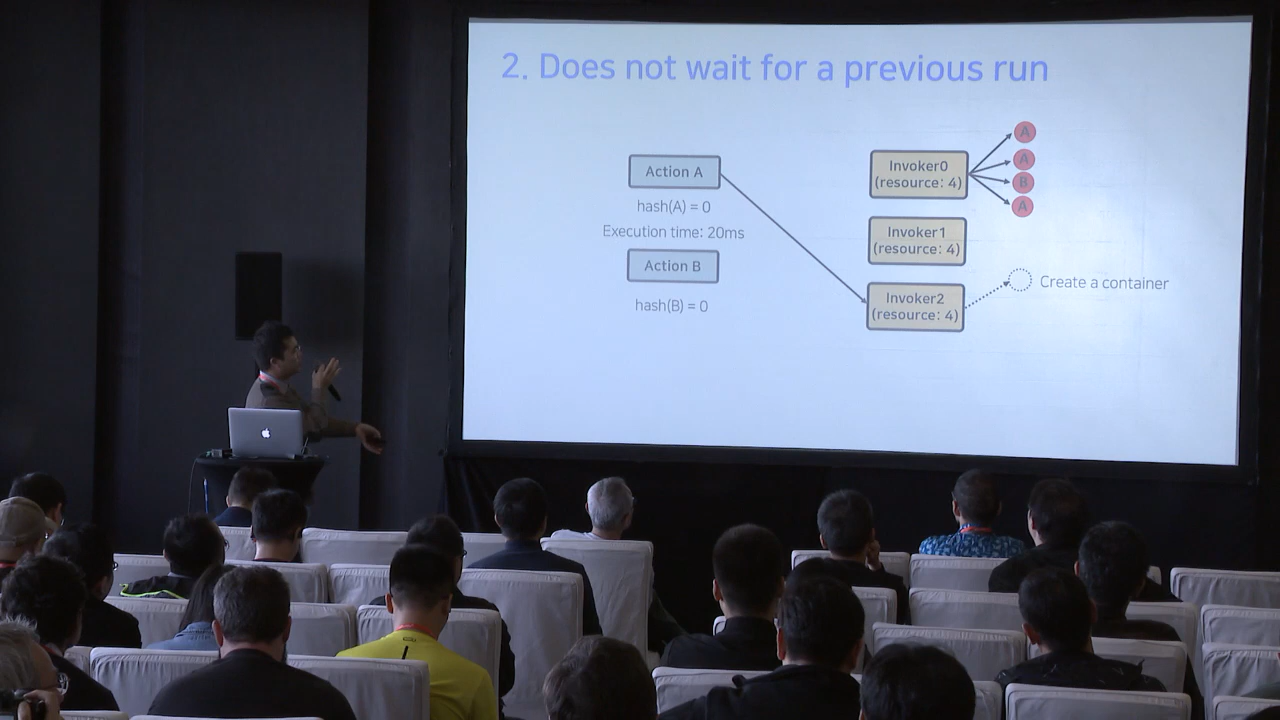 2. Does not wait for a previous run
Action A
hash(A) = 0
Execution time: 20ms
Action B
hash(B) = 0
Invoker0
(resource: 4)
A
A
B
A
Invoker1
(resource: 4)
Invoker2
(resource: 4)
Create a container